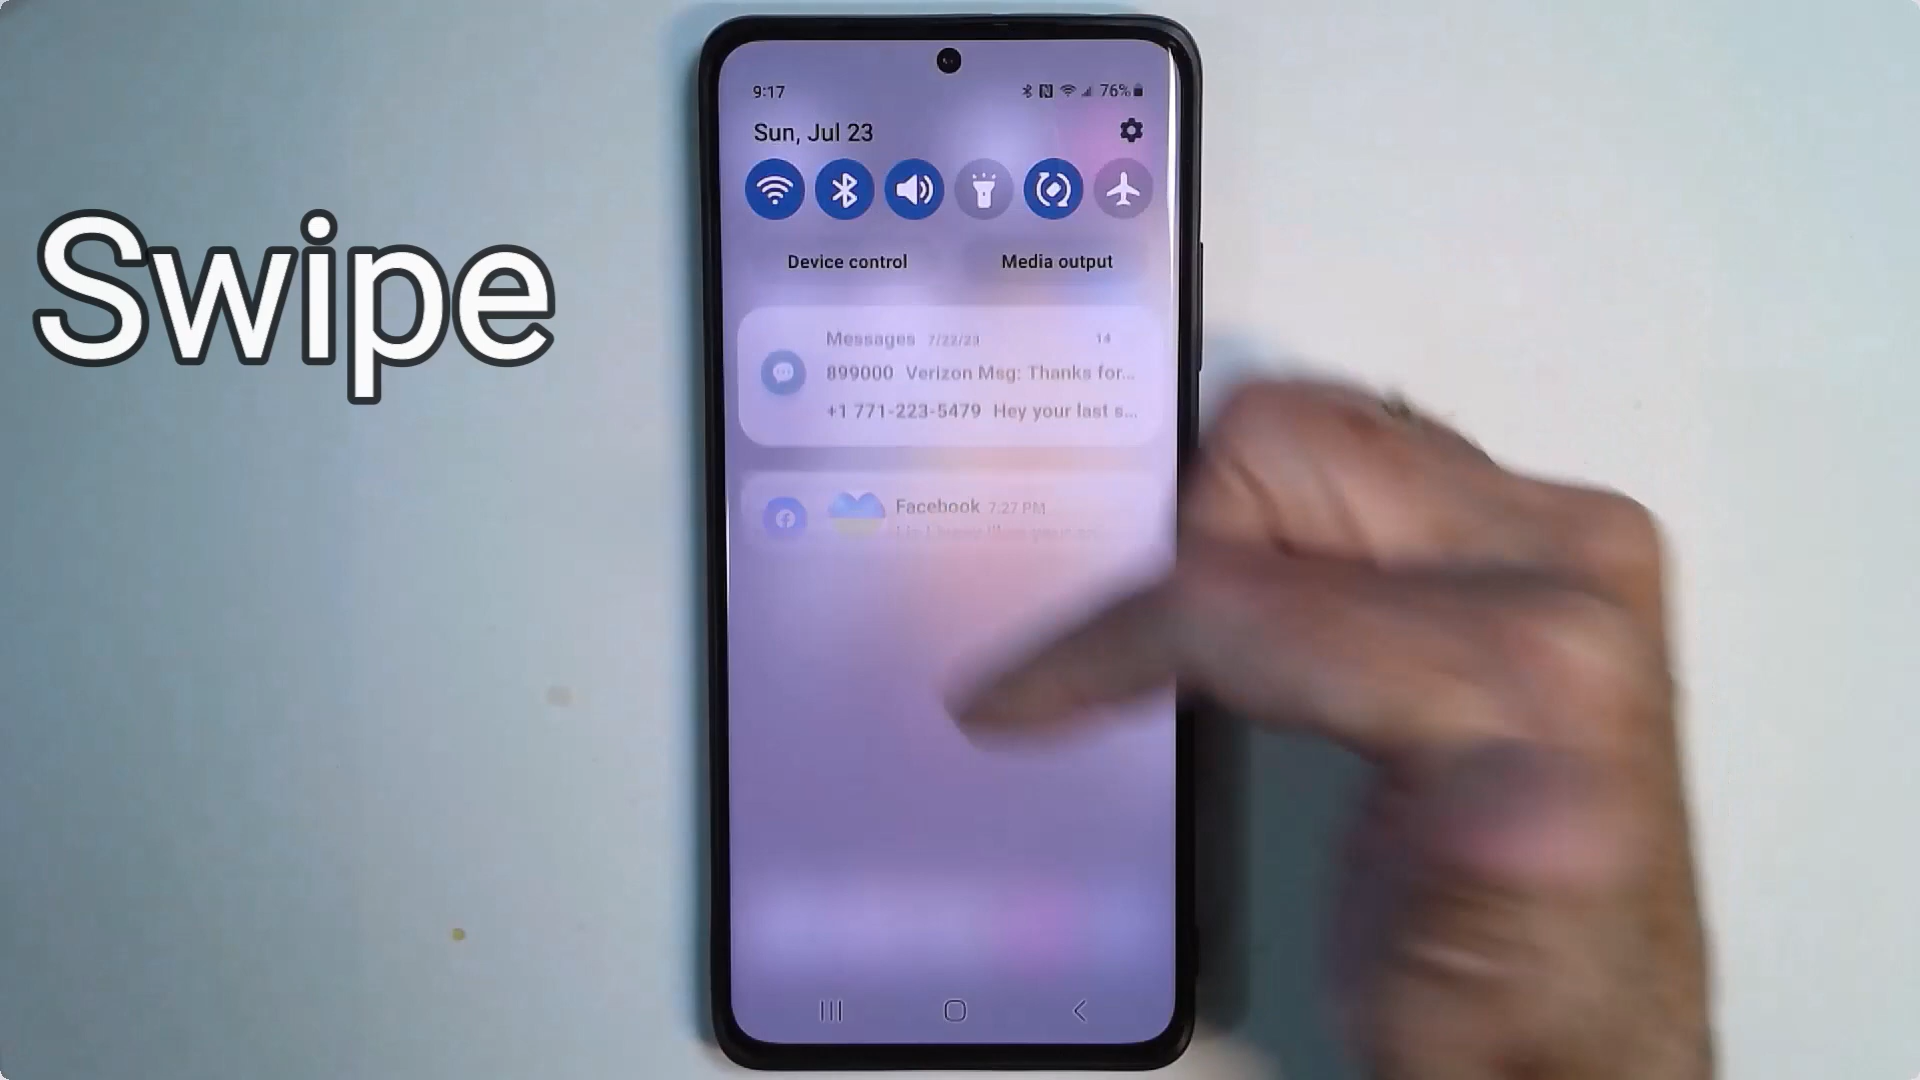 Swipe
9:17
76%
Sun, Jul 23
Device control
Media output
Messages 7/22/23 14
899000 Verizon Msg: Thanks for...
+1 771-223-5479 Hey your last s...
Facebook 7:27 PM